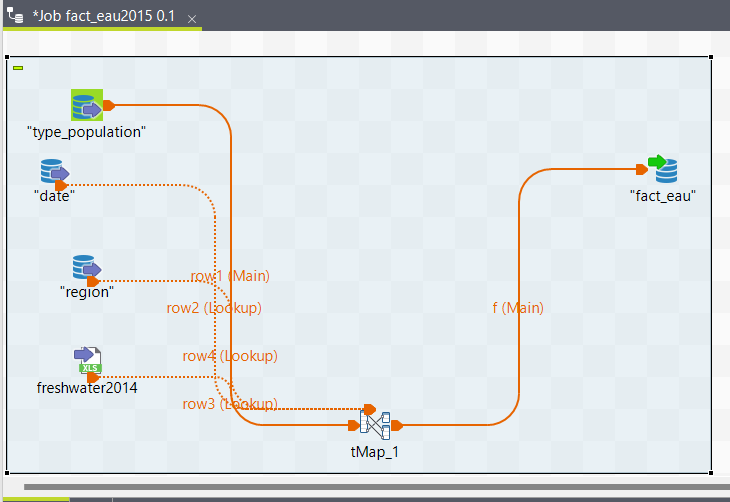 *Job fact_eau2015 0.1
"type_population"
"date"
"fact_eau"
row1 (Main)
"region"
row2 (Lookup)
f (Main)
row4 (Lookup)
XLS
freshwater2014
row3 (Lookup)
tMap_1